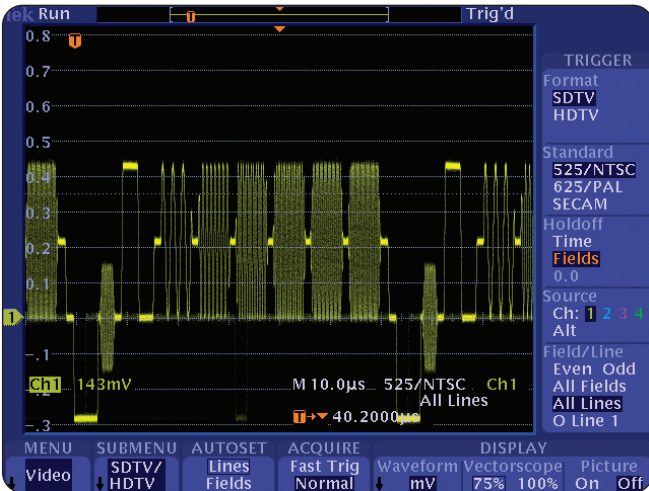 Tek Run Trig'd
T
T
0.8
0.7
0.6
0.5
0.4
0.3
0.2
0.1
1
-.1
-.2
-.3
Ch1 143mV M 10.0µs 525/NTSC Ch1
All Lines
T→▼ 40.2000µs
TRIGGER
Format
SDTV
HDTV
Standard
525/NTSC
625/PAL
SECAM
Holdoff
Time
Fields
0.0
Source
Ch: 1 2 3 4
Alt
Field/Line
Even Odd
All Fields
All Lines
O Line 1
MENU SUBMENU AUTOSET ACQUIRE DISPLAY
Video SDTV/ Lines Fast Trig Waveform Vectorscope Picture
HDTV Fields Normal mV 75% 100% On Off